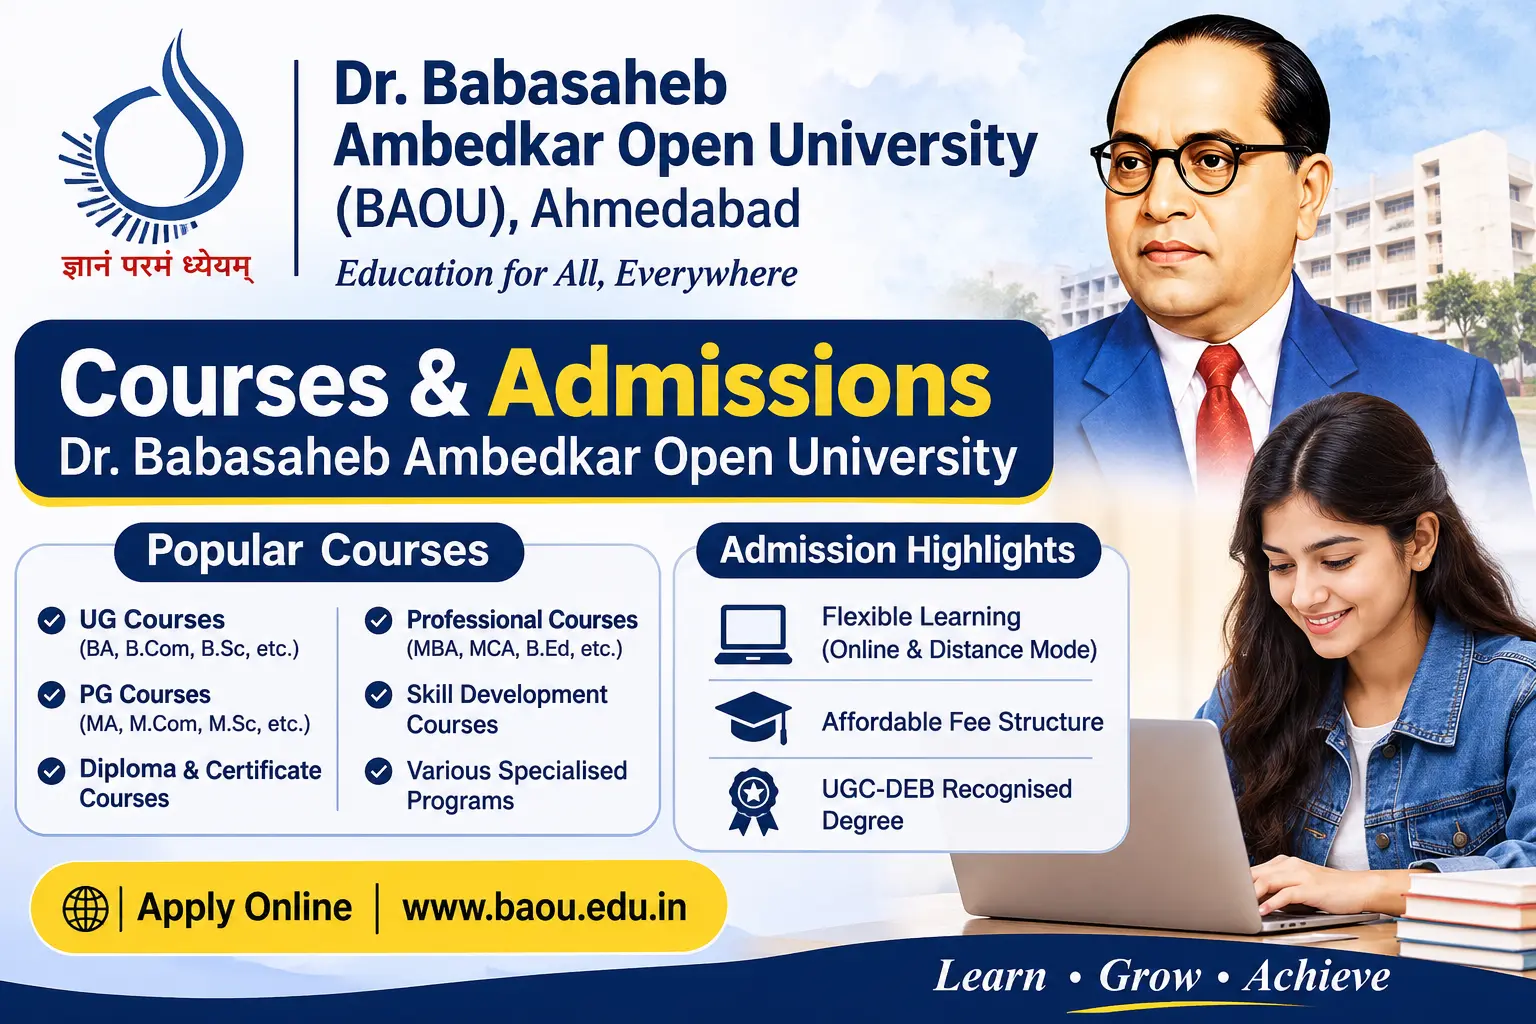 ज्ञानं परमं ध्येयम्
Dr. Babasaheb
Ambedkar Open University
(BAOU), Ahmedabad
Education for All, Everywhere
Courses & Admissions
Dr. Babasaheb Ambedkar Open University
Popular Courses
UG Courses
(BA, B.Com, B.Sc, etc.)
PG Courses
(MA, M.Com, M.Sc, etc.)
Diploma & Certificate
Courses
Professional Courses
(MBA, MCA, B.Ed, etc.)
Skill Development
Courses
Various Specialised
Programs
Admission Highlights
Flexible Learning
(Online & Distance Mode)
Affordable Fee Structure
UGC-DEB Recognised
Degree
Apply Online | www.baou.edu.in
Learn • Grow • Achieve